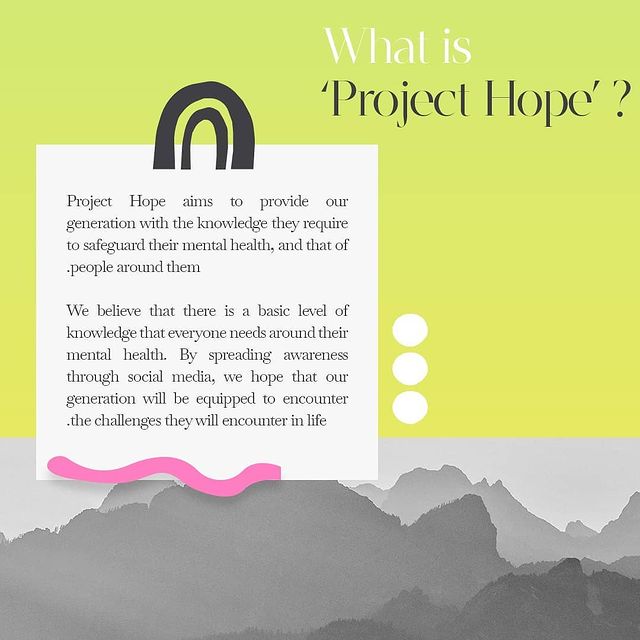 What is
‘Project Hope’ ?
Project Hope aims to provide our
generation with the knowledge they require
to safeguard their mental health, and that of
.people around them
We believe that there is a basic level of
knowledge that everyone needs around their
mental health. By spreading awareness
through social media, we hope that our
generation will be equipped to encounter
.the challenges they will encounter in life